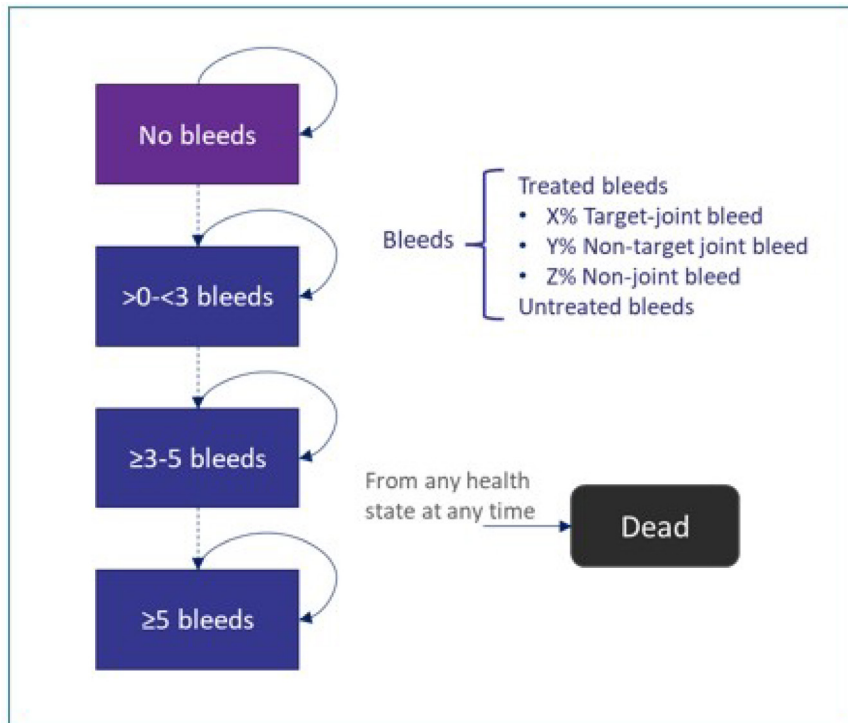 No bleeds
>0-<3 bleeds
≥3-5 bleeds
≥5 bleeds
Bleeds
Treated bleeds
• X% Target-joint bleed
• Y% Non-target joint bleed
• Z% Non-joint bleed
Untreated bleeds
From any health
state at any time
Dead